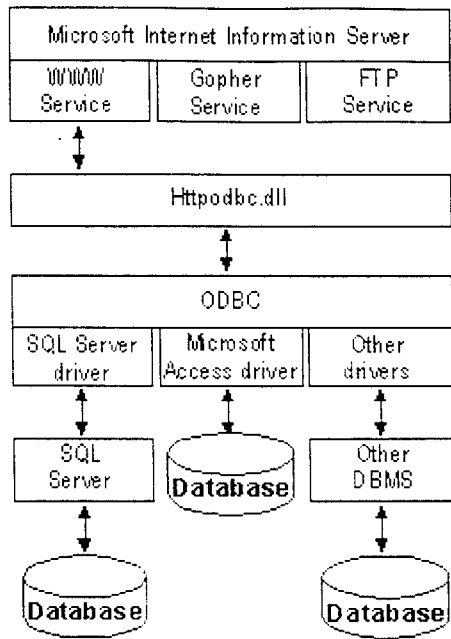 Microsoft Internet Information Server
WWW
Service
Gopher
Service
FTP
Service
Httpodbc.dll
ODBC
SQL Server
driver
Microsoft
Access driver
Other
drivers
SQL
Server
Database
Other
DBMS
Database
Database